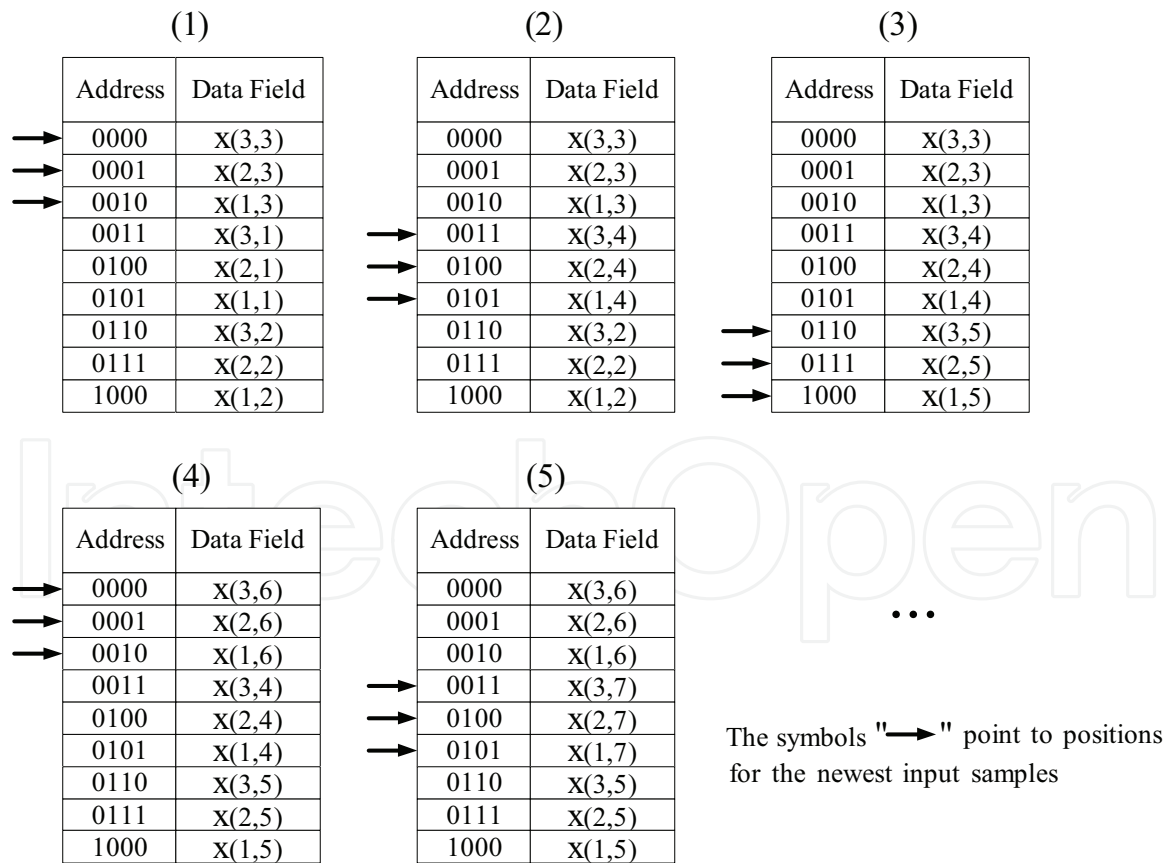 (1)
Address Data Field
0000 X(3,3)
0001 X(2,3)
0010 X(1,3)
0011 X(3,1)
0100 X(2,1)
0101 X(1,1)
0110 X(3,2)
0111 X(2,2)
1000 X(1,2)
(2)
Address Data Field
0000 X(3,3)
0001 X(2,3)
0010 X(1,3)
0011 X(3,4)
0100 X(2,4)
0101 X(1,4)
0110 X(3,2)
0111 X(2,2)
1000 X(1,2)
(3)
Address Data Field
0000 X(3,3)
0001 X(2,3)
0010 X(1,3)
0011 X(3,4)
0100 X(2,4)
0101 X(1,4)
0110 X(3,5)
0111 X(2,5)
1000 X(1,5)
(4)
Address Data Field
0000 X(3,6)
0001 X(2,6)
0010 X(1,6)
0011 X(3,4)
0100 X(2,4)
0101 X(1,4)
0110 X(3,5)
0111 X(2,5)
1000 X(1,5)
(5)
Address Data Field
0000 X(3,6)
0001 X(2,6)
0010 X(1,6)
0011 X(3,7)
0100 X(2,7)
0101 X(1,7)
0110 X(3,5)
0111 X(2,5)
1000 X(1,5)
...
The symbols "→" point to positions
for the newest input samples
IntechOpen